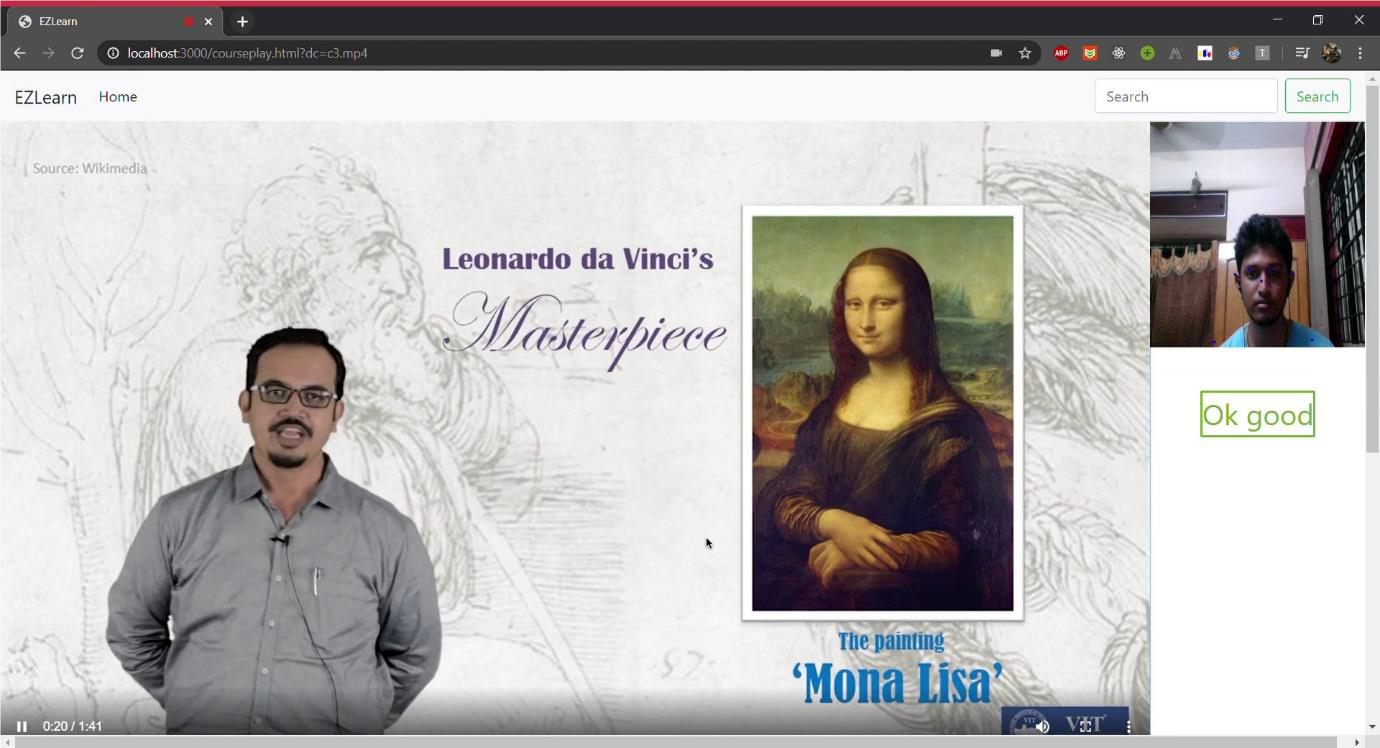 EZLearn
localhost:3000/courseplay.html?dc=c3.mp4
ABP
T
EZLearn Home Search Search
Source: Wikimedia
Leonardo da Vinci's
Masterpiece
Ok good
The painting
'Mona Lisa'
0:20 / 1:41
VIT